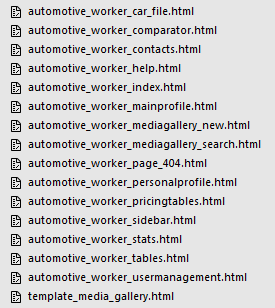 automotive_worker_car_file.html
automotive_worker_comparator.html
automotive_worker_contacts.html
automotive_worker_help.html
automotive_worker_index.html
automotive_worker_mainprofile.html
automotive_worker_mediagallery_new.html
automotive_worker_mediagallery_search.html
automotive_worker_page_404.html
automotive_worker_personalprofile.html
automotive_worker_pricingtables.html
automotive_worker_sidebar.html
automotive_worker_stats.html
automotive_worker_tables.html
automotive_worker_usermanagement.html
template_media_gallery.html